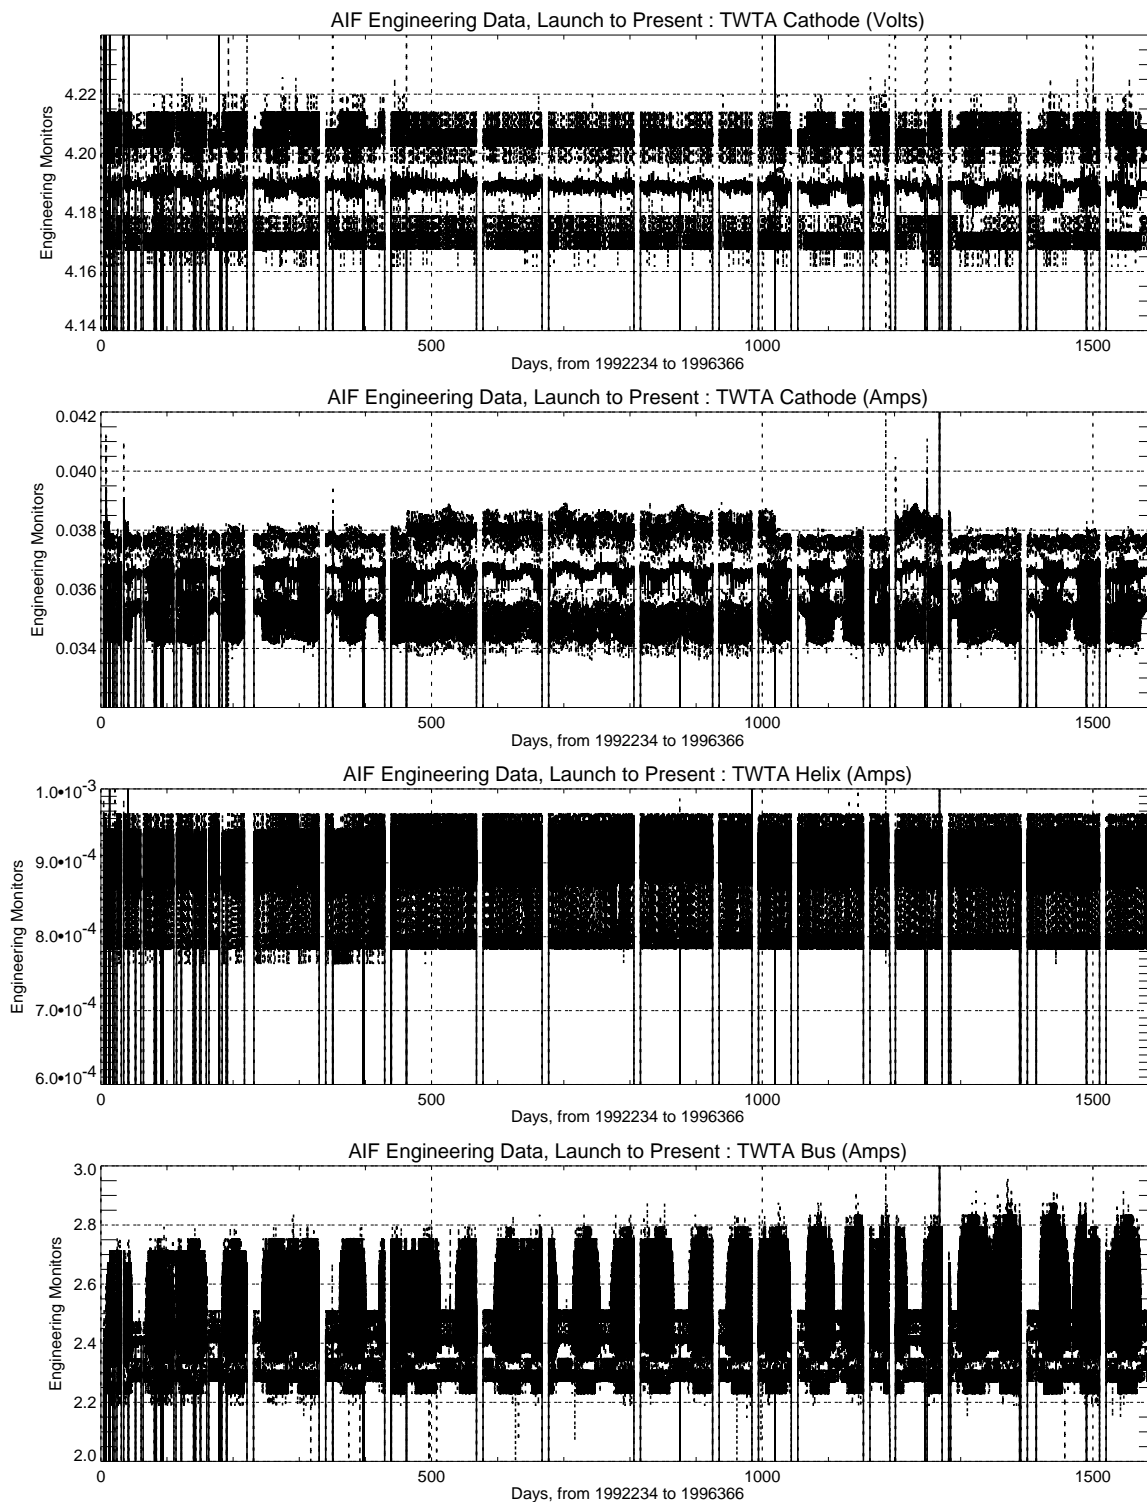 AIF Engineering Data, Launch to Present : TWTA Cathode (Volts)
Engineering Monitors
4.22
4.20
4.18
4.16
4.14
0 500 1000 1500
Days, from 1992234 to 1996366
AIF Engineering Data, Launch to Present : TWTA Cathode (Amps)
Engineering Monitors
0.042
0.040
0.038
0.036
0.034
0 500 1000 1500
Days, from 1992234 to 1996366
AIF Engineering Data, Launch to Present : TWTA Helix (Amps)
Engineering Monitors
1.0•10⁻³
9.0•10⁻⁴
8.0•10⁻⁴
7.0•10⁻⁴
6.0•10⁻⁴
0 500 1000 1500
Days, from 1992234 to 1996366
AIF Engineering Data, Launch to Present : TWTA Bus (Amps)
Engineering Monitors
3.0
2.8
2.6
2.4
2.2
2.0
0 500 1000 1500
Days, from 1992234 to 1996366